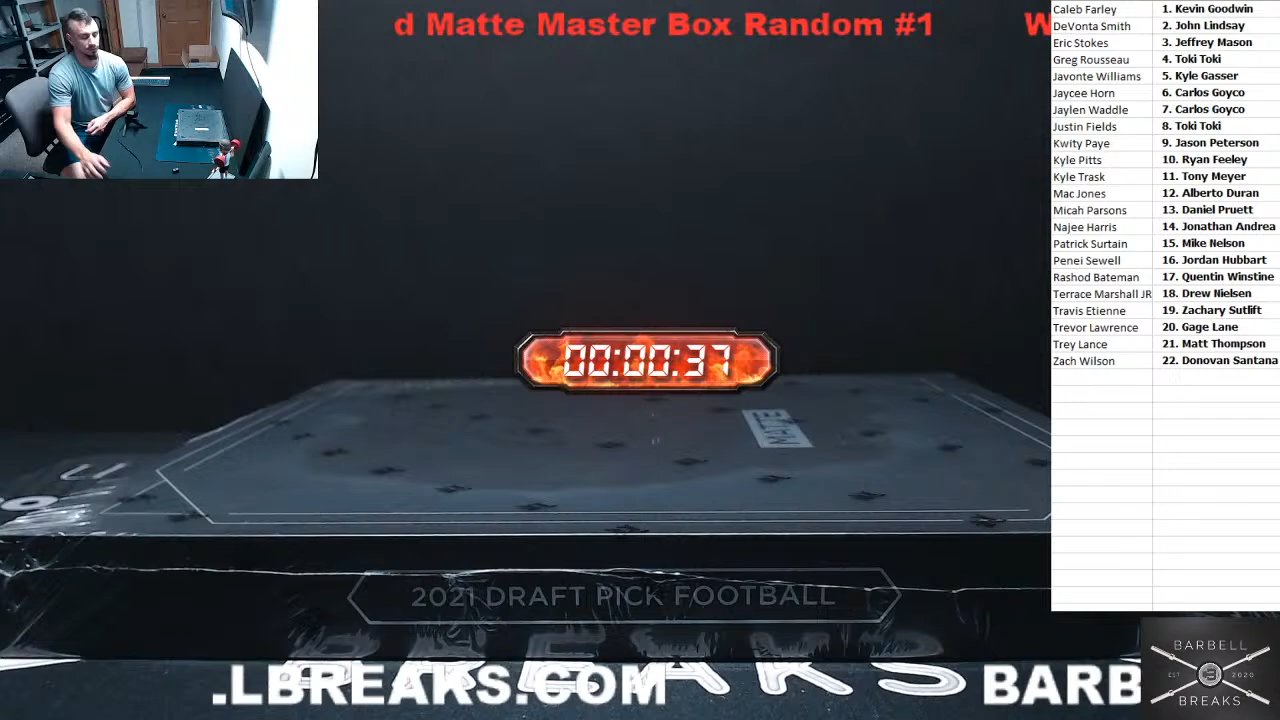 d Matte Master Box Random #1 W
Caleb Farley 1. Kevin Goodwin
DeVonta Smith 2. John Lindsay
Eric Stokes 3. Jeffrey Mason
Greg Rousseau 4. Toki Toki
Javonte Williams 5. Kyle Gasser
Jaycee Horn 6. Carlos Goyco
Jaylen Waddle 7. Carlos Goyco
Justin Fields 8. Toki Toki
Kwity Paye 9. Jason Peterson
Kyle Pitts 10. Ryan Feeley
Kyle Trask 11. Tony Meyer
Mac Jones 12. Alberto Duran
Micah Parsons 13. Daniel Pruett
Najee Harris 14. Jonathan Andrea
Patrick Surtain 15. Mike Nelson
Penei Sewell 16. Jordan Hubbart
Rashod Bateman 17. Quentin Winstine
Terrace Marshall JR 18. Drew Nielsen
Travis Etienne 19. Zachary Sutlift
Trevor Lawrence 20. Gage Lane
Trey Lance 21. Matt Thompson
Zach Wilson 22. Donovan Santana
00:00:37
MATTE
2021 DRAFT PICK FOOTBALL
BREAKS
.LBREAKS.COM BARB
BARBELL
EST 2020
BREAKS